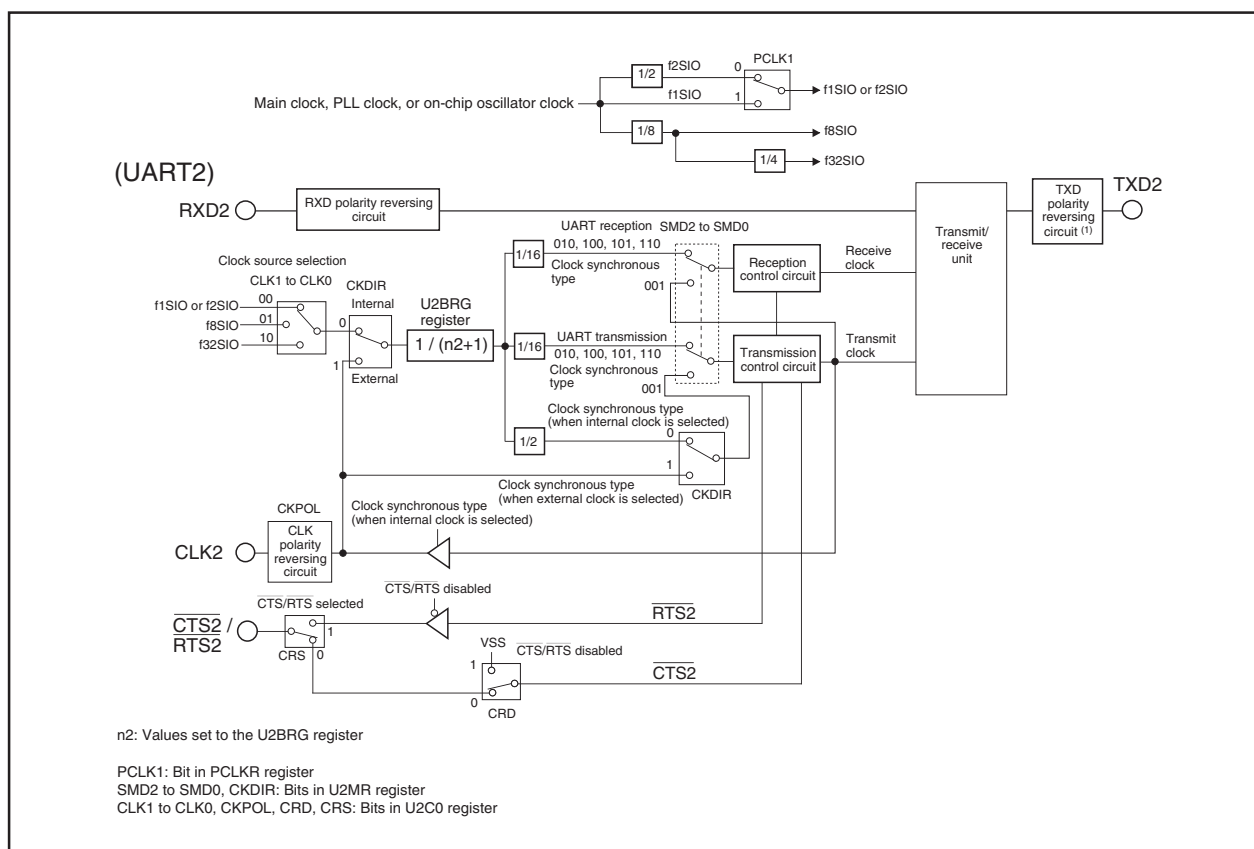 PCLK1
1/2
f2SIO
0
f1SIO or f2SIO
Main clock, PLL clock, or on-chip oscillator clock
f1SIO
1
1/8
f8SIO
1/4
f32SIO
(UART2)
RXD2
RXD polarity reversing
circuit
TXD
polarity
reversing
circuit (1)
TXD2
Transmit/
receive
unit
UART reception
SMD2 to SMD0
1/16
010, 100, 101, 110
Clock synchronous
type
001
Reception
control circuit
Receive
clock
Clock source selection
CLK1 to CLK0
f1SIO or f2SIO
00
f8SIO
01
f32SIO
10
CKDIR
Internal
0
1
External
U2BRG
register
1 / (n2+1)
1/16
UART transmission
010, 100, 101, 110
Clock synchronous
type
001
Transmission
control circuit
Transmit
clock
Clock synchronous type
(when internal clock is selected)
1/2
0
1
CKDIR
Clock synchronous type
(when external clock is selected)
Clock synchronous type
(when internal clock is selected)
CKPOL
CLK2
CLK
polarity
reversing
circuit
CTS/RTS selected
CTS/RTS disabled
CTS2 /
RTS2
1
0
CRS
RTS2
VSS
CTS/RTS disabled
1
0
CRD
CTS2
n2: Values set to the U2BRG register
PCLK1: Bit in PCLKR register
SMD2 to SMD0, CKDIR: Bits in U2MR register
CLK1 to CLK0, CKPOL, CRD, CRS: Bits in U2C0 register